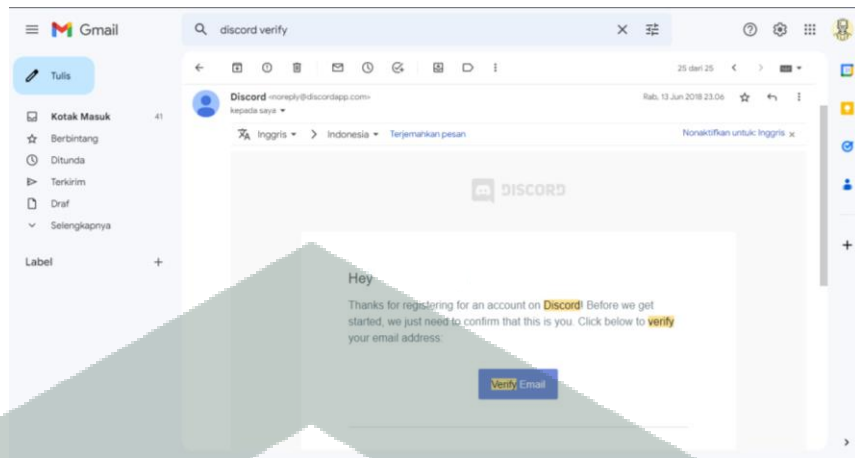 Gmail
discord verify
Tulis
25 dari 25
Kotak Masuk 41
Berbintang
Ditunda
Terkirim
Draf
Selengkapnya
Label
Discord <noreply@discordapp.com>
Rab, 13 Jun 2018 23.06
kepada saya
Inggris > Indonesia Terjemahkan pesan
Nonaktifkan untuk: Inggris x
DISCORD
Hey
Thanks for registering for an account on Discord! Before we get
started, we just need to confirm that this is you. Click below to verify
your email address:
Verify Email